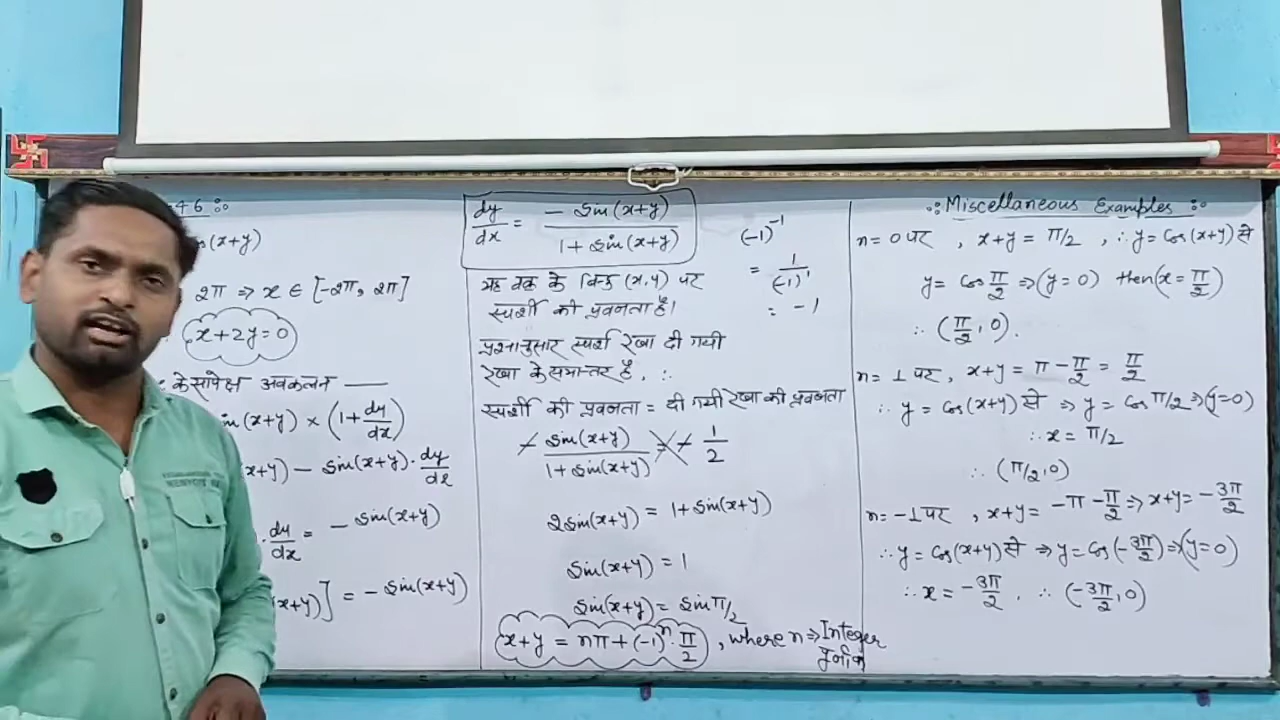 46 :
cos(x+y)
2π ⇒ x ∈ [-2π, 2π]
x+2y=0
के सापेक्ष अवकलन —
sin(x+y) × (1+dy/dx)
(x+y) - sin(x+y)·dy/dx
dy/dx = - sin(x+y)
(x+y)] = - sin(x+y)
dy/dx = - sin(x+y) / 1+sin(x+y)
यह वक्र के बिन्दु (x,y) पर
स्पर्शी की प्रवणता है।
(-1)^-1
= 1/(-1)^1
= -1
प्रश्नानुसार स्पर्श रेखा दी गयी
रेखा के समान्तर है, ∴
स्पर्शी की प्रवणता = दी गयी रेखा की प्रवणता
- sin(x+y) / 1+sin(x+y) = - 1/2
2sin(x+y) = 1+sin(x+y)
sin(x+y) = 1
sin(x+y) = sin π/2
x+y = nπ+(-1)^n · π/2 , where n ⇒ Integer
पूर्णांक
:: Miscellaneous Examples ::
n=0 पर , x+y = π/2 , ∴ y=cos(x+y) से
y = cos π/2 ⇒ (y=0) then (x=π/2)
∴ (π/2, 0).
n=1 पर, x+y = π - π/2 = π/2
∴ y = cos(x+y) से ⇒ y = cos π/2 ⇒ (y=0)
∴ x = π/2
∴ (π/2, 0)
n=-1 पर , x+y = -π - π/2 ⇒ x+y = -3π/2
∴ y = cos(x+y) से ⇒ y = cos(-3π/2) ⇒ (y=0)
∴ x = -3π/2 . ∴ (-3π/2, 0)